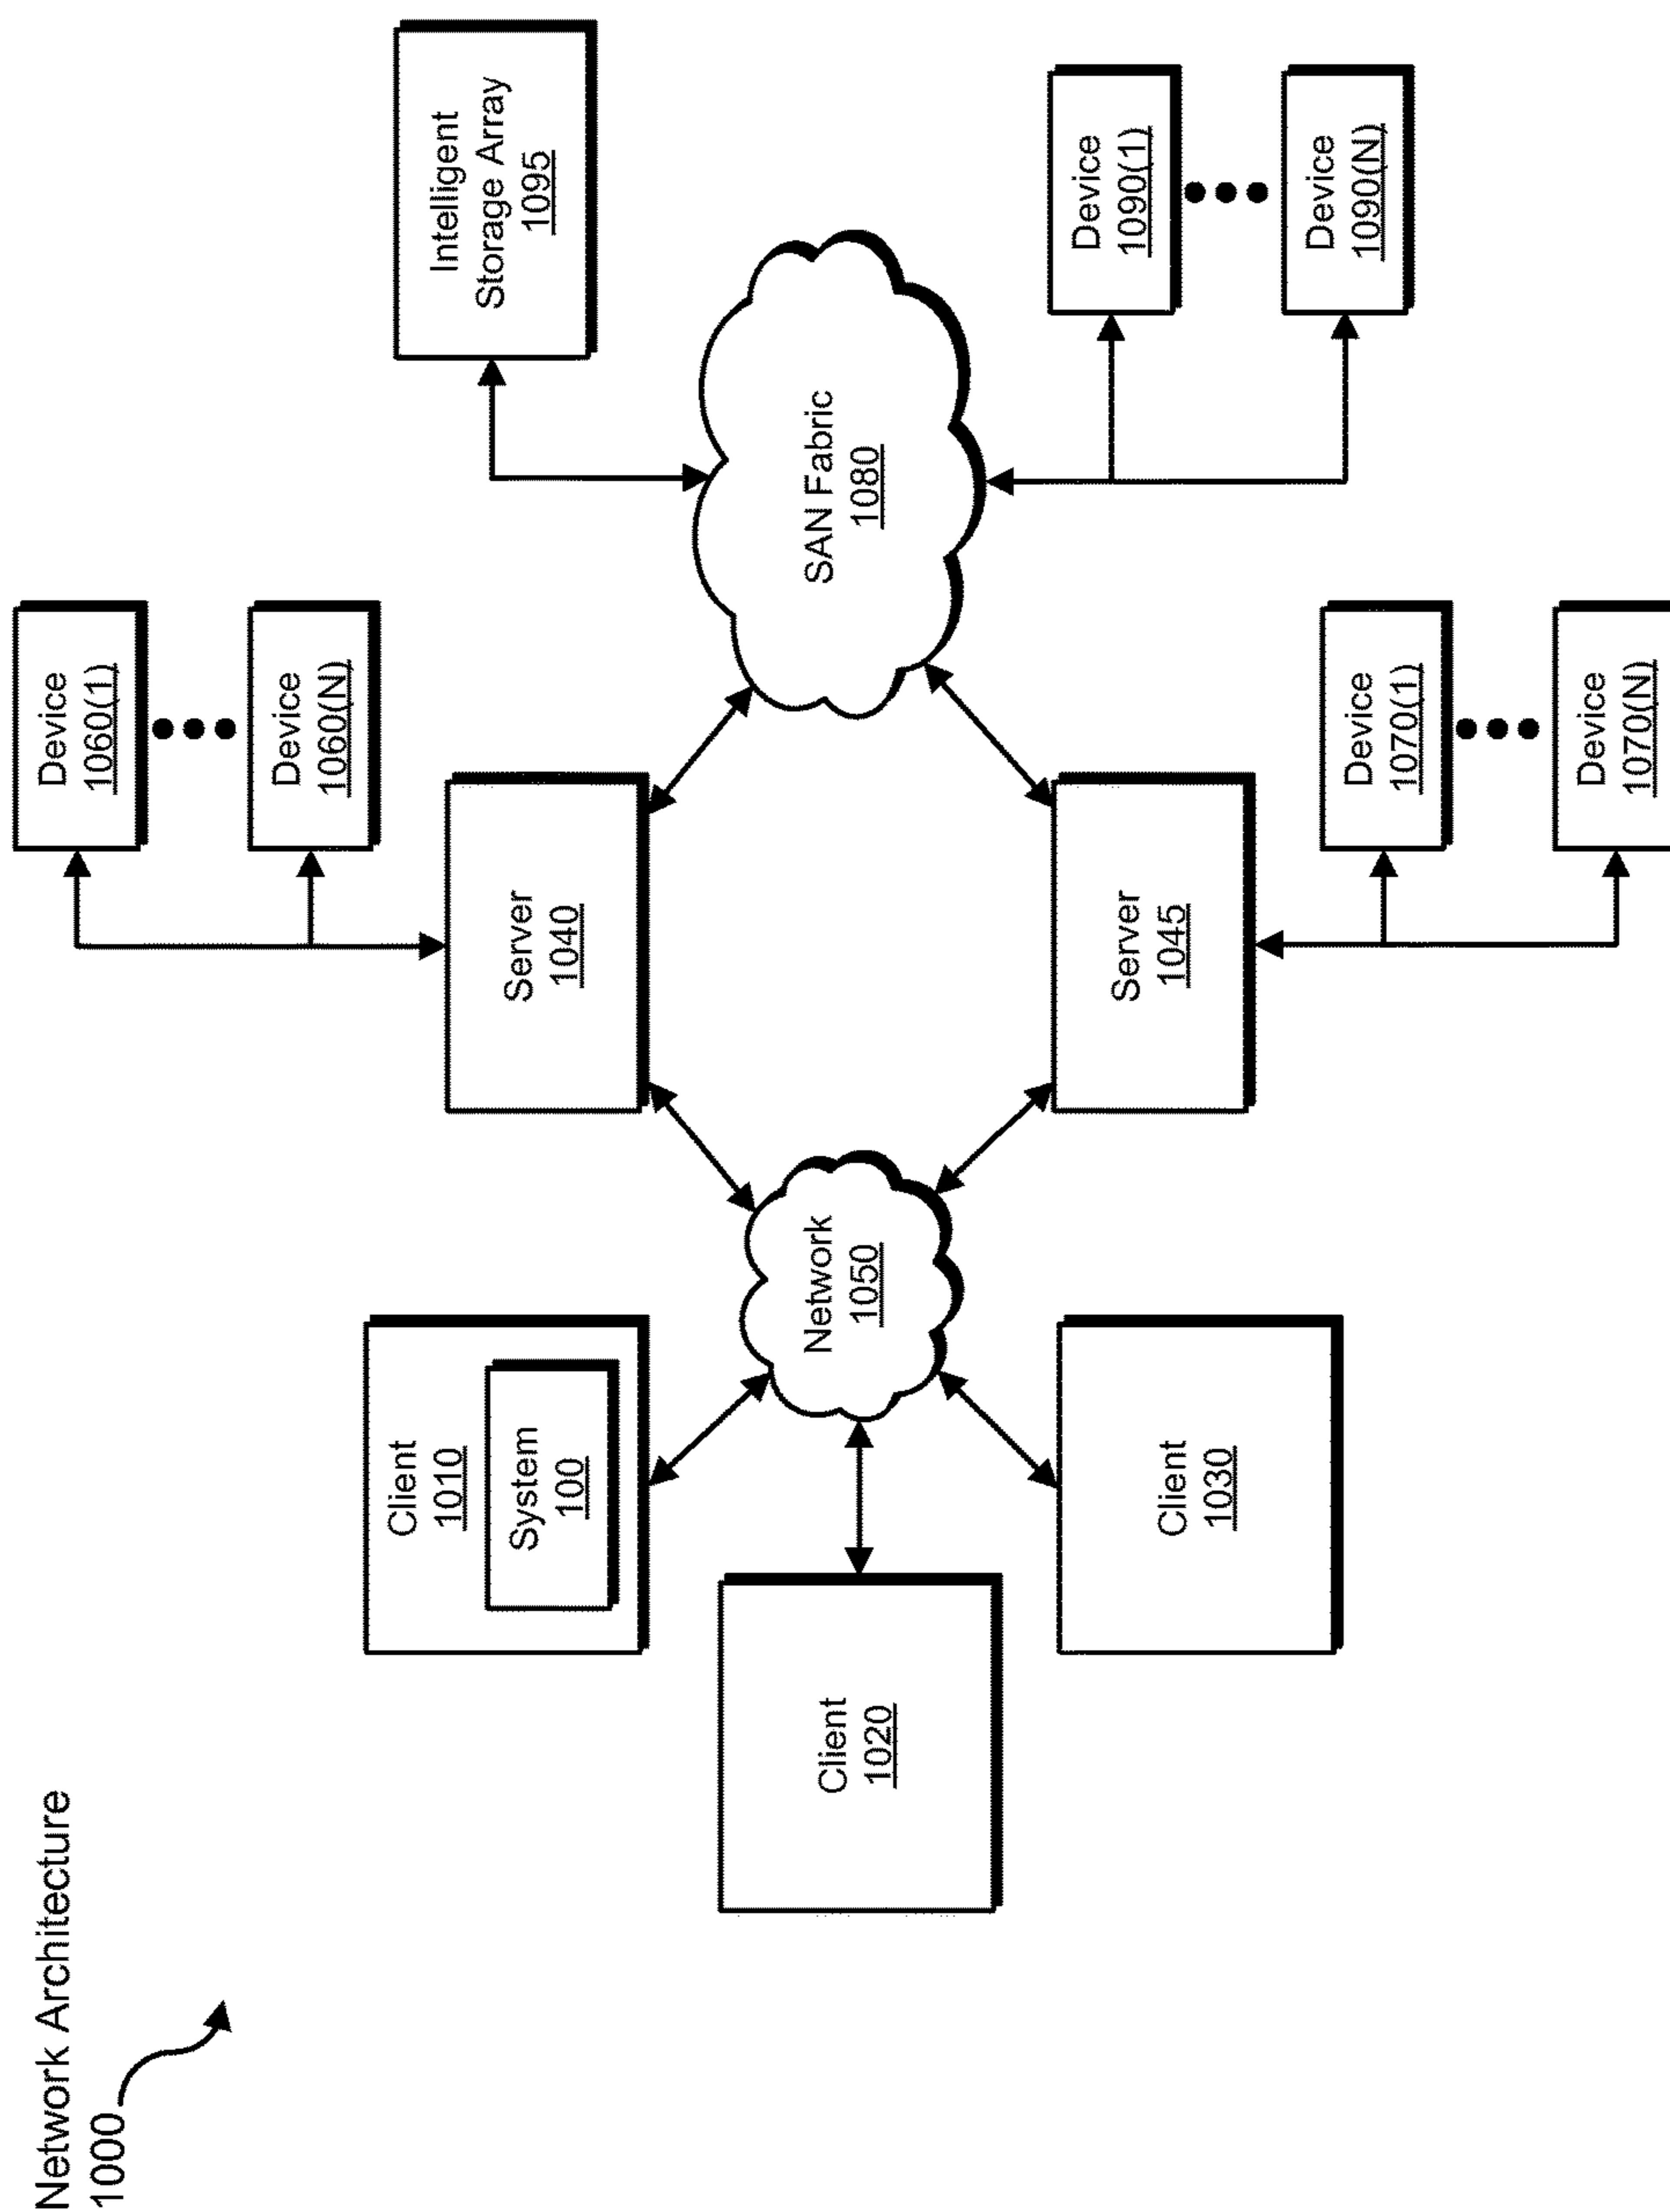 Network Architecture
1000
Client
1010
System
100
Client
1020
Client
1030
Network
1050
Server
1040
Server
1045
Device
1060(1)
Device
1060(N)
Device
1070(1)
Device
1070(N)
SAN Fabric
1080
Intelligent
Storage Array
1095
Device
1090(1)
Device
1090(N)